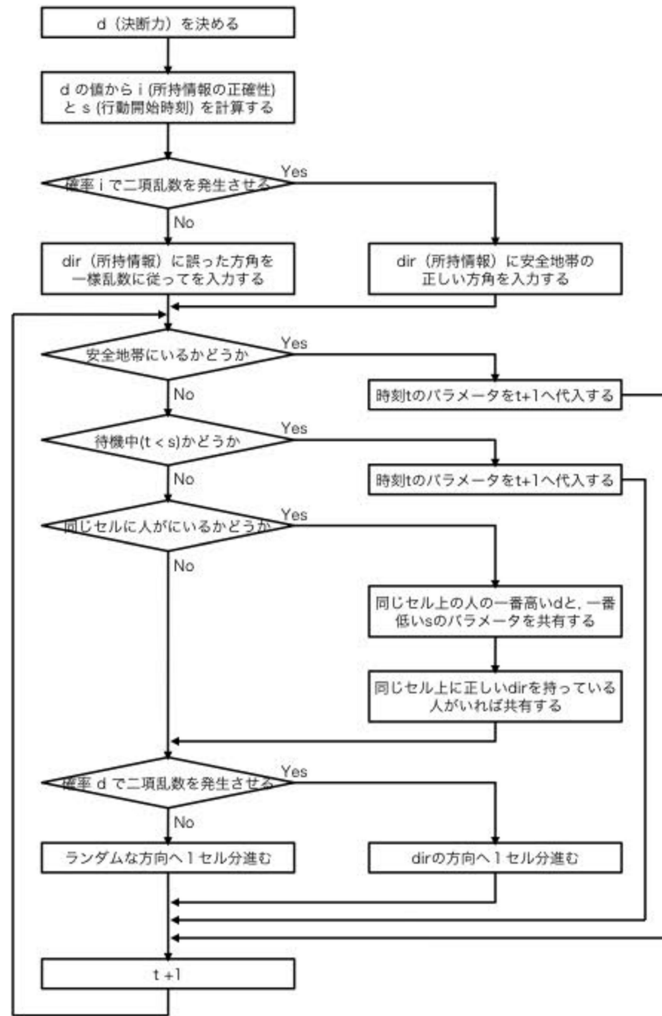 d（決断力）を決める
d の値から i (所持情報の正確性)
と s (行動開始時刻) を計算する
確率 i で二項乱数を発生させる
Yes
No
dir（所持情報）に誤った方角を
一様乱数に従ってを入力する
dir（所持情報）に安全地帯の
正しい方角を入力する
安全地帯にいるかどうか
Yes
時刻tのパラメータをt+1へ代入する
No
待機中(t < s)かどうか
Yes
時刻tのパラメータをt+1へ代入する
No
同じセルに人がにいるかどうか
Yes
No
同じセル上の人の一番高いdと, 一番
低いsのパラメータを共有する
同じセル上に正しいdirを持っている
人がいれば共有する
確率 d で二項乱数を発生させる
Yes
No
ランダムな方向へ１セル分進む
dirの方向へ１セル分進む
t +1